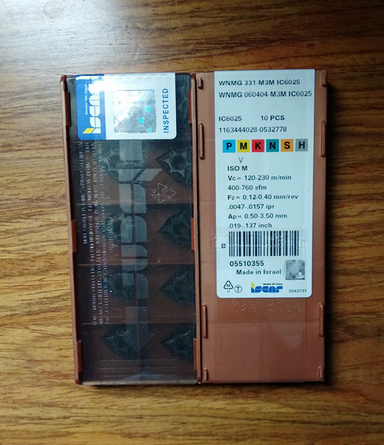 ISCAR
INSPECTED
WNMG 331-M3M IC6025
WNMG 060404-M3M IC6025
IC6025 10 PCS
1163444028-0532778
P M K N S H
V
ISO M
Vc= 120-230 m/min
400-760 sfm
Fz= 0.12-0.40 mm/rev
.0047-.0157 ipr
Ap= 0.50-3.50 mm
.019-.137 inch
05510355
Made in Israel
ISCAR